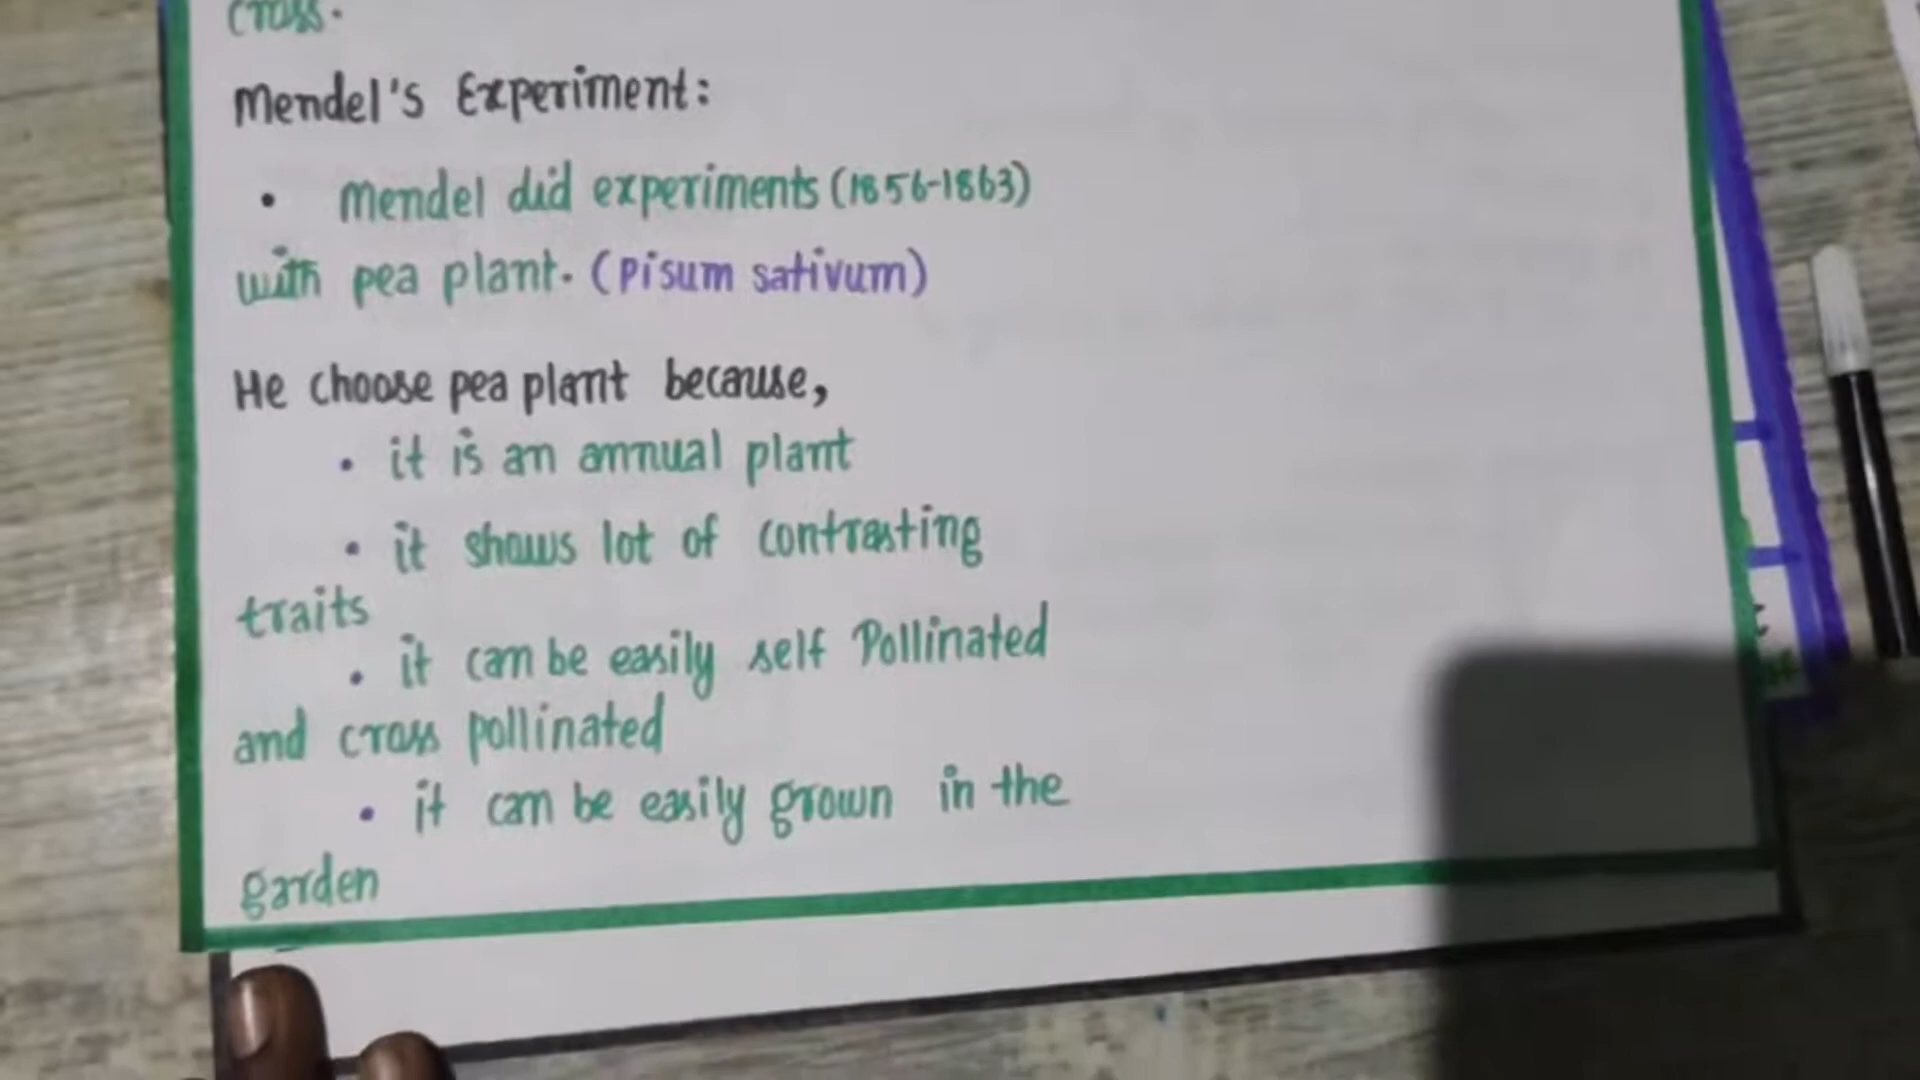 cross.
Mendel's Experiment:
• Mendel did experiments (1856-1863)
with pea plant. (Pisum sativum)
He choose pea plant because,
• it is an annual plant
• it shows lot of contrasting
traits
• it can be easily self Pollinated
and cross pollinated
• it can be easily grown in the
garden